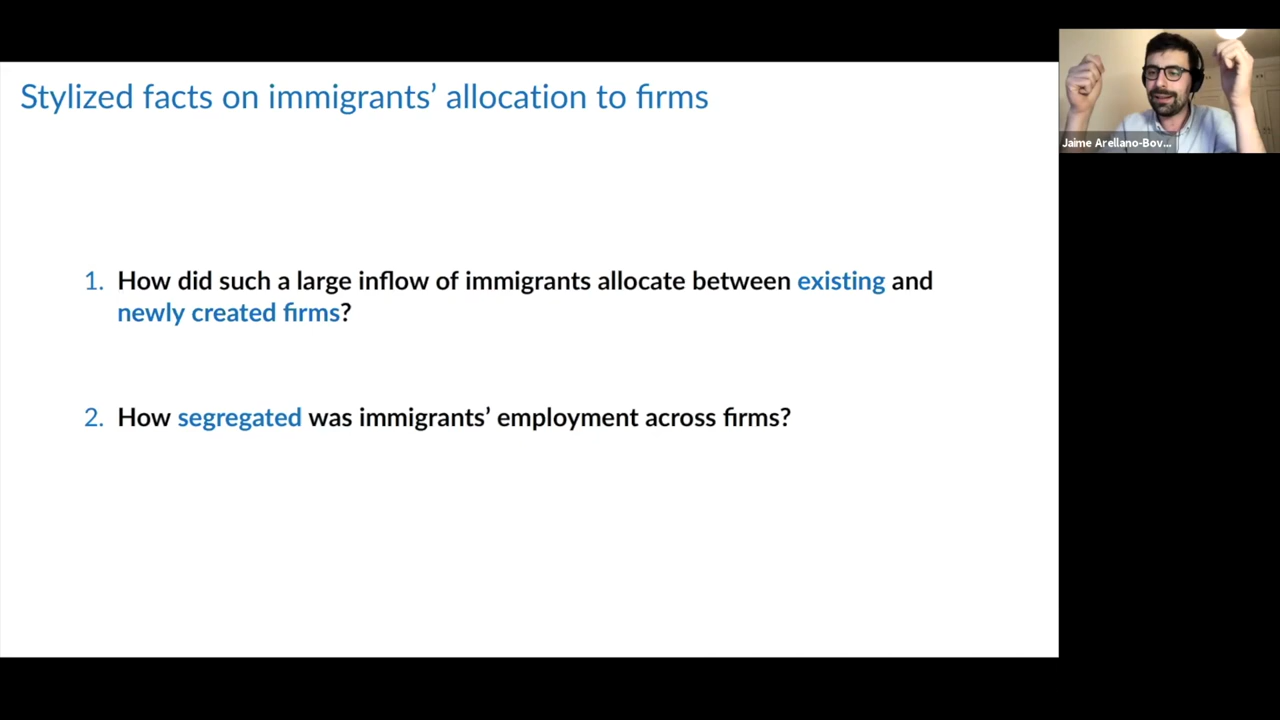 Stylized facts on immigrants’ allocation to firms
Jaime Arellano-Bov...
1. How did such a large inflow of immigrants allocate between existing and
newly created firms?
2. How segregated was immigrants’ employment across firms?